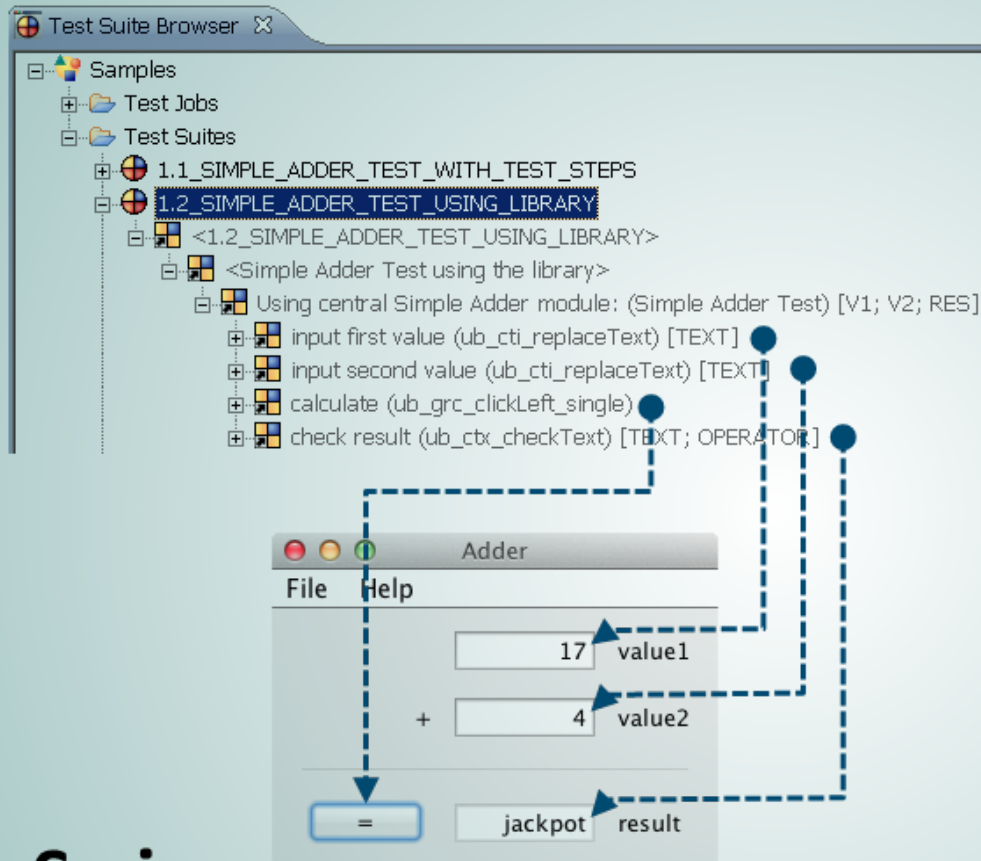 Test Suite Browser
Samples
Test Jobs
Test Suites
1.1_SIMPLE_ADDER_TEST_WITH_TEST_STEPS
1.2_SIMPLE_ADDER_TEST_USING_LIBRARY
<1.2_SIMPLE_ADDER_TEST_USING_LIBRARY>
<Simple Adder Test using the library>
Using central Simple Adder module: (Simple Adder Test) [V1; V2; RES]
input first value (ub_cti_replaceText) [TEXT]
input second value (ub_cti_replaceText) [TEXT]
calculate (ub_grc_clickLeft_single)
check result (ub_ctx_checkText) [TEXT; OPERATOR]
Adder
File Help
17 value1
+ 4 value2
= jackpot result